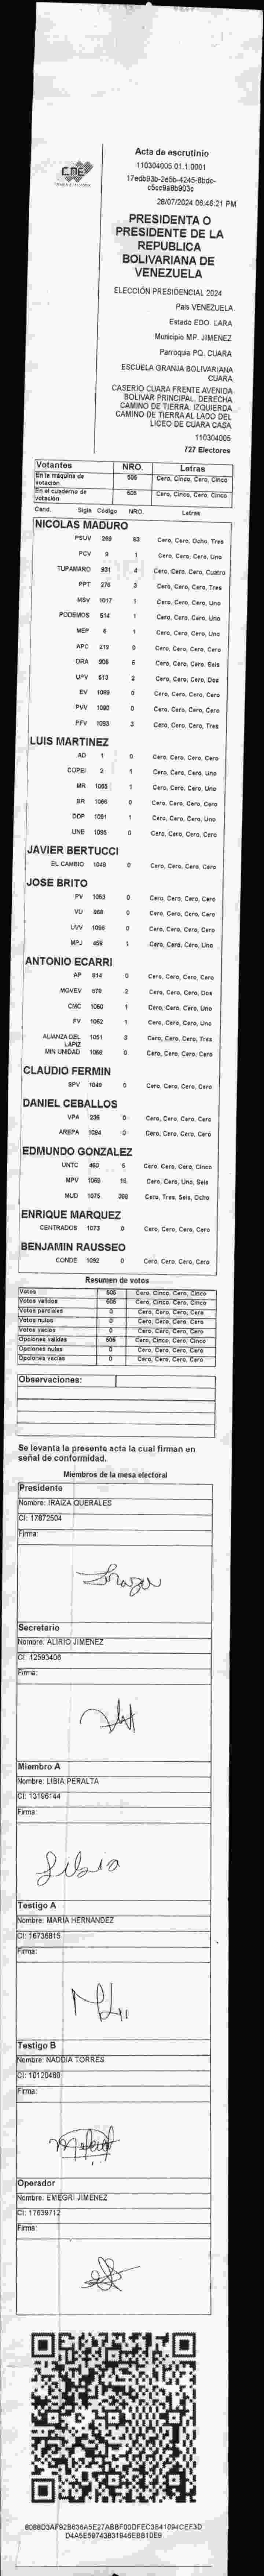 CNE
Acta de escrutinio
110304005.01.1.0001
17edb93b-2e5b-4245-8bdc-
c5cc9a8b903c
28/07/2024 06:46:21 PM
PRESIDENTA O
PRESIDENTE DE LA
REPUBLICA
BOLIVARIANA DE
VENEZUELA
ELECCIÓN PRESIDENCIAL 2024
País VENEZUELA
Estado EDO. LARA
Municipio MP. JIMENEZ
Parroquia PQ. CUARA
ESCUELA GRANJA BOLIVARIANA
CUARA
CASERIO CUARA FRENTE AVENIDA
BOLIVAR PRINCIPAL. DERECHA
CAMINO DE TIERRA. IZQUIERDA
CAMINO DE TIERRA AL LADO DEL
LICEO DE CUARA CASA
110304005
727 Electores
Votantes NRO. Letras
En la máquina de votación 505 Cero, Cinco, Cero, Cinco
En el cuaderno de votación 505 Cero, Cinco, Cero, Cinco
Cand. Sigla Código NRO. Letras
NICOLAS MADURO
PSUV 269 83 Cero, Cero, Ocho, Tres
PCV 9 1 Cero, Cero, Cero, Uno
TUPAMARO 931 4 Cero, Cero, Cero, Cuatro
PPT 276 3 Cero, Cero, Cero, Tres
MSV 1017 1 Cero, Cero, Cero, Uno
PODEMOS 514 1 Cero, Cero, Cero, Uno
MEP 6 1 Cero, Cero, Cero, Uno
APC 219 0 Cero, Cero, Cero, Cero
ORA 906 6 Cero, Cero, Cero, Seis
UPV 513 2 Cero, Cero, Cero, Dos
EV 1089 0 Cero, Cero, Cero, Cero
PVV 1090 0 Cero, Cero, Cero, Cero
PFV 1093 3 Cero, Cero, Cero, Tres
LUIS MARTINEZ
AD 1 0 Cero, Cero, Cero, Cero
COPEI 2 1 Cero, Cero, Cero, Uno
MR 1065 1 Cero, Cero, Cero, Uno
BR 1066 0 Cero, Cero, Cero, Cero
DDP 1091 1 Cero, Cero, Cero, Uno
UNE 1095 0 Cero, Cero, Cero, Cero
JAVIER BERTUCCI
EL CAMBIO 1048 0 Cero, Cero, Cero, Cero
JOSE BRITO
PV 1053 0 Cero, Cero, Cero, Cero
VU 868 0 Cero, Cero, Cero, Cero
UVV 1096 0 Cero, Cero, Cero, Cero
MPJ 459 1 Cero, Cero, Cero, Uno
ANTONIO ECARRI
AP 814 0 Cero, Cero, Cero, Cero
MOVEV 978 2 Cero, Cero, Cero, Dos
CMC 1060 1 Cero, Cero, Cero, Uno
FV 1062 1 Cero, Cero, Cero, Uno
ALIANZA DEL LAPIZ 1051 3 Cero, Cero, Cero, Tres
MIN UNIDAD 1058 0 Cero, Cero, Cero, Cero
CLAUDIO FERMIN
SPV 1049 0 Cero, Cero, Cero, Cero
DANIEL CEBALLOS
VPA 236 0 Cero, Cero, Cero, Cero
AREPA 1094 0 Cero, Cero, Cero, Cero
EDMUNDO GONZALEZ
UNTC 460 5 Cero, Cero, Cero, Cinco
MPV 1069 16 Cero, Cero, Uno, Seis
MUD 1075 368 Cero, Tres, Seis, Ocho
ENRIQUE MARQUEZ
CENTRADOS 1073 0 Cero, Cero, Cero, Cero
BENJAMIN RAUSSEO
CONDE 1092 0 Cero, Cero, Cero, Cero
Resumen de votos
Votos 505 Cero, Cinco, Cero, Cinco
Votos validos 505 Cero, Cinco, Cero, Cinco
Votos parciales 0 Cero, Cero, Cero, Cero
Votos nulos 0 Cero, Cero, Cero, Cero
Votos vacios 0 Cero, Cero, Cero, Cero
Opciones validas 505 Cero, Cinco, Cero, Cinco
Opciones nulas 0 Cero, Cero, Cero, Cero
Opciones vacias 0 Cero, Cero, Cero, Cero
Observaciones:
Se levanta la presente acta la cual firman en
señal de conformidad.
Miembros de la mesa electoral
Presidente
Nombre: IRAIZA QUERALES
CI: 17872504
Firma:
Secretario
Nombre: ALIRIO JIMENEZ
CI: 12593406
Firma:
Miembro A
Nombre: LIBIA PERALTA
CI: 13196144
Firma:
Libia
Testigo A
Nombre: MARIA HERNANDEZ
CI: 16736815
Firma:
Testigo B
Nombre: NADDIA TORRES
CI: 10120460
Firma:
Operador
Nombre: EMEGRI JIMENEZ
CI: 17639712
Firma:
8088D3AF92B636A5E27ABBF00DFEC3841094CEF3D
D4A5E59743831946EBB10E9